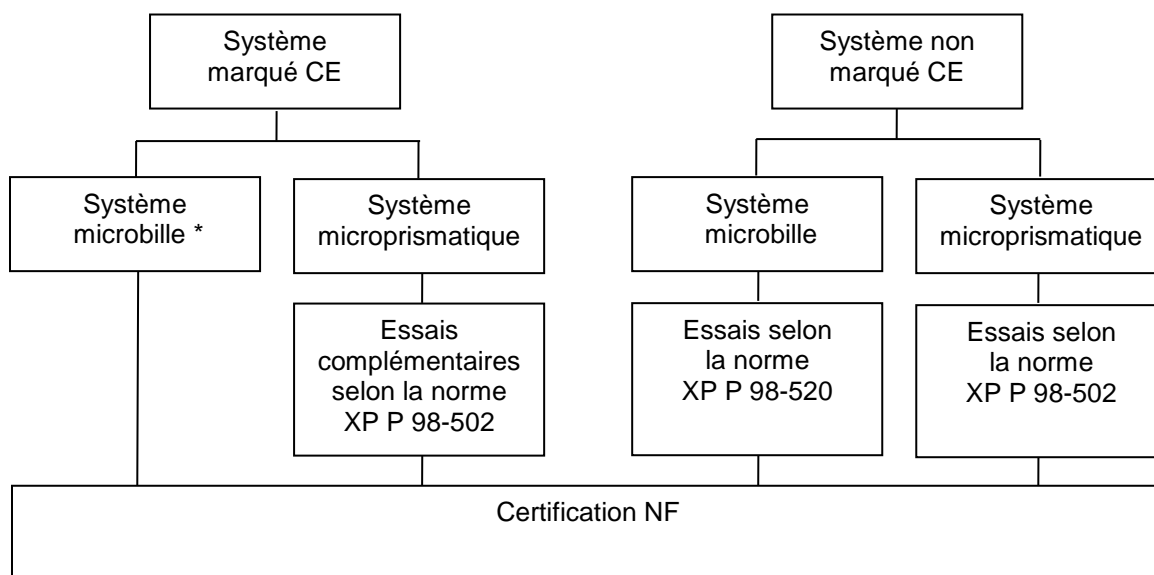 Système
marqué CE
Système non
marqué CE
Système
microbille *
Système
microprismatique
Système
microbille
Système
microprismatique
Essais
complémentaires
selon la norme
XP P 98-502
Essais selon
la norme
XP P 98-520
Essais selon
la norme
XP P 98-502
Certification NF